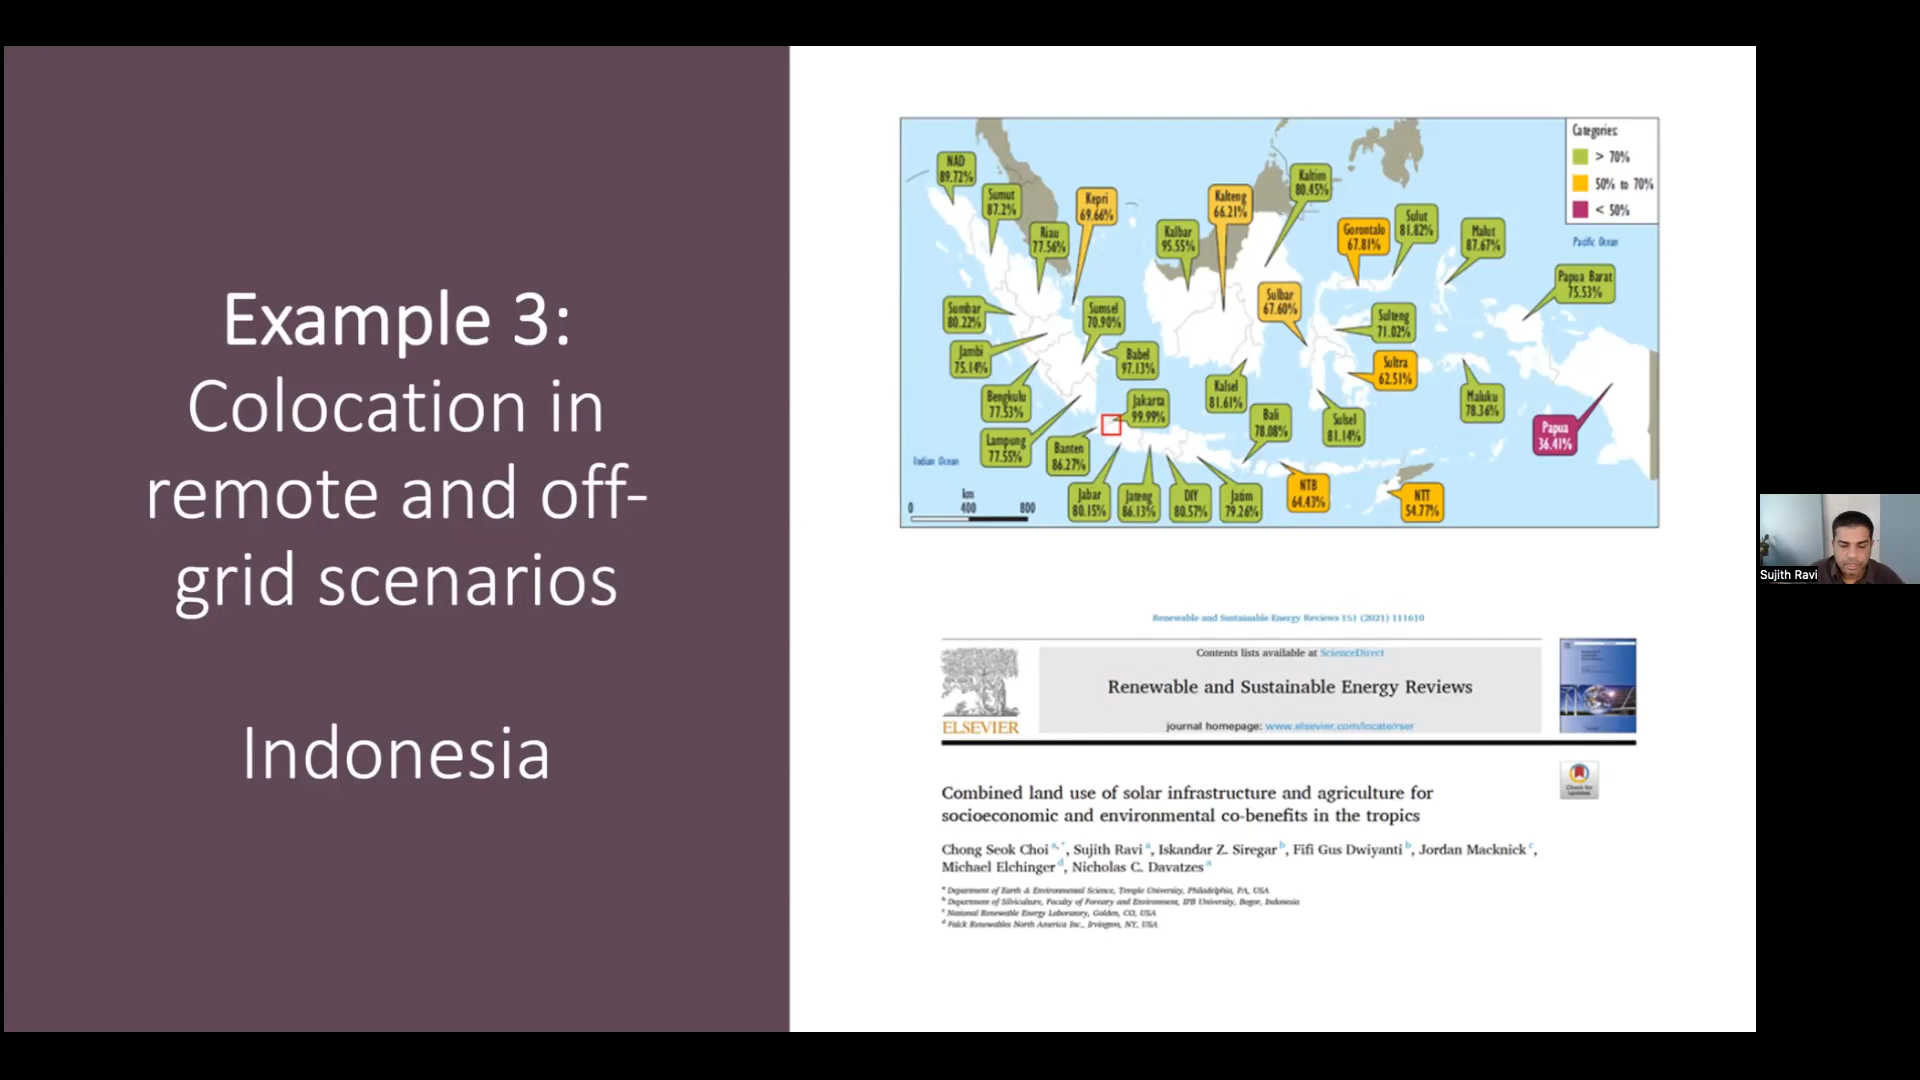 Example 3:
Colocation in
remote and off-
grid scenarios
Indonesia
Categories:
> 70%
50% to 70%
< 50%
NAD
89.72%
Sumut
87.2%
Riau
77.56%
Kepri
69.66%
Kalbar
95.55%
Kalteng
66.21%
Kaltim
80.45%
Gorontalo
67.81%
Sulut
81.82%
Malut
87.67%
Pacific Ocean
Papua Barat
75.53%
Sumbar
80.22%
Sumsel
70.90%
Sulbar
67.60%
Sulteng
71.02%
Jambi
75.14%
Babel
97.13%
Sultra
62.51%
Bengkulu
77.53%
Jakarta
99.99%
Kalsel
81.61%
Bali
78.08%
Sulsel
81.14%
Maluku
78.36%
Papua
36.41%
Lampung
77.55%
Banten
86.27%
Indian Ocean
km
0 400 800
Jabar
80.15%
Jateng
86.13%
DIY
80.57%
Jatim
79.26%
NTB
64.43%
NTT
54.77%
Renewable and Sustainable Energy Reviews 151 (2021) 111610
Contents lists available at ScienceDirect
Renewable and Sustainable Energy Reviews
journal homepage: www.elsevier.com/locate/rser
ELSEVIER
Check for
updates
Combined land use of solar infrastructure and agriculture for
socioeconomic and environmental co-benefits in the tropics
Chong Seok Choi a,*, Sujith Ravi a, Iskandar Z. Siregar b, Fifi Gus Dwiyanti b, Jordan Macknick c,
Michael Elchinger d, Nicholas C. Davatzes a
a Department of Earth & Environmental Science, Temple University, Philadelphia, PA, USA
b Department of Silviculture, Faculty of Forestry and Environment, IPB University, Bogor, Indonesia
c National Renewable Energy Laboratory, Golden, CO, USA
d Falck Renewables North America Inc., Irvington, NY, USA
Sujith Ravi